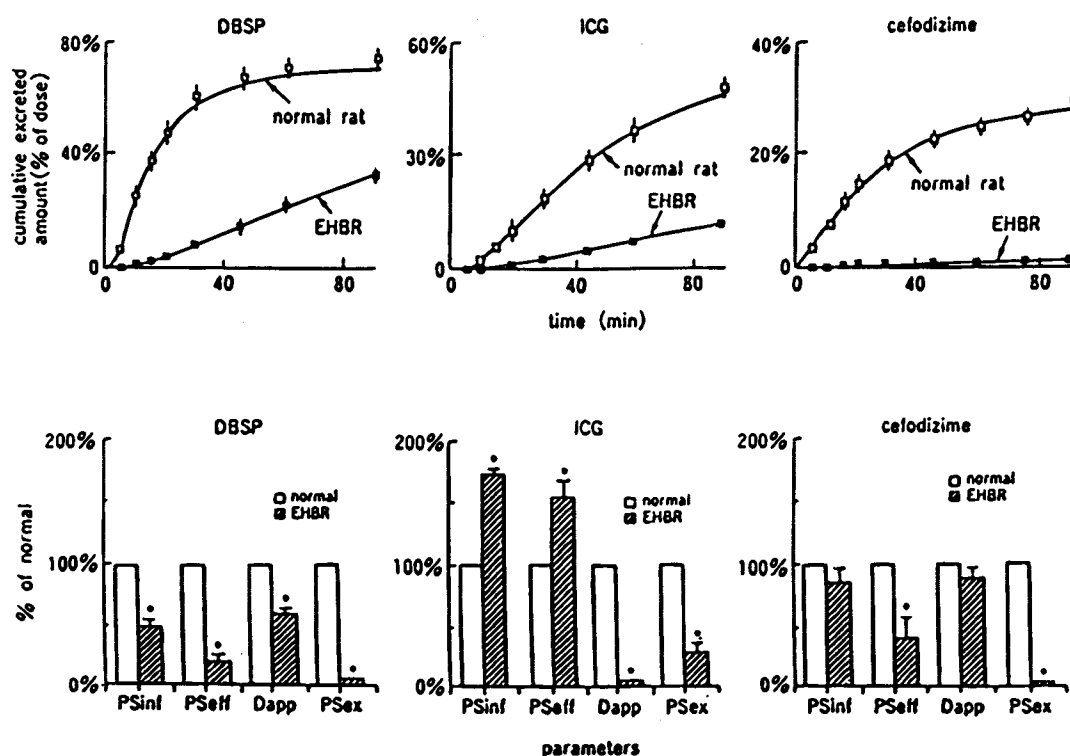 DBSP
ICG
cefodizime
cumulative excreted
amount (% of dose)
80%
40%
0
0
40
80
normal rat
EHBR
60%
30%
0
0
40
80
normal rat
EHBR
40%
20%
0
0
40
80
normal rat
EHBR
time (min)
DBSP
ICG
cefodizime
% of normal
200%
100%
0%
normal
EHBR
PSinf PSeff Dapp PSex
200%
100%
0%
normal
EHBR
PSinf PSeff Dapp PSex
200%
100%
0%
normal
EHBR
PSinf PSeff Dapp PSex
parameters